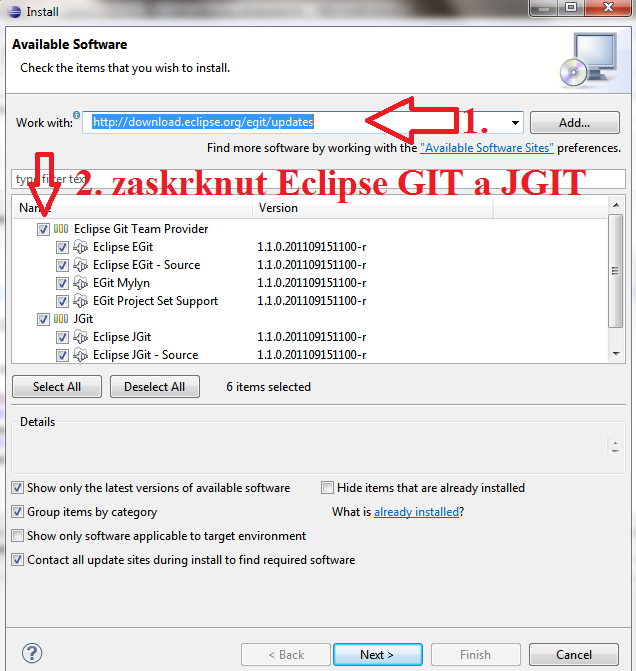 Install
Available Software
Check the items that you wish to install.
Work with: http://download.eclipse.org/egit/updates 1. Add...
Find more software by working with the "Available Software Sites" preferences.
type filter text
2. zaskrknut Eclipse GIT a JGIT
Name Version
Eclipse Git Team Provider
Eclipse EGit 1.1.0.201109151100-r
Eclipse EGit - Source 1.1.0.201109151100-r
EGit Mylyn 1.1.0.201109151100-r
EGit Project Set Support 1.1.0.201109151100-r
JGit
Eclipse JGit 1.1.0.201109151100-r
Eclipse JGit - Source 1.1.0.201109151100-r
Select All Deselect All 6 items selected
Details
Show only the latest versions of available software Hide items that are already installed
Group items by category What is already installed?
Show only software applicable to target environment
Contact all update sites during install to find required software
? < Back Next > Finish Cancel